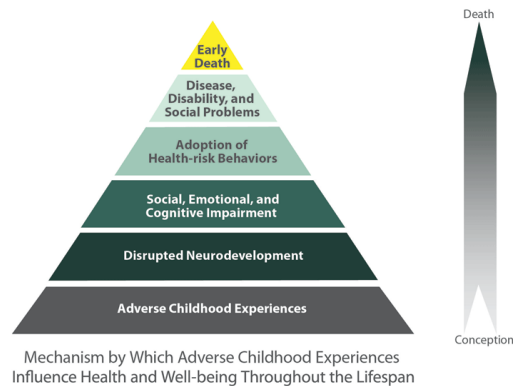 Death
Early
Death
Disease,
Disability, and
Social Problems
Adoption of
Health-risk Behaviors
Social, Emotional, and
Cognitive Impairment
Disrupted Neurodevelopment
Adverse Childhood Experiences
Conception
Mechanism by Which Adverse Childhood Experiences
Influence Health and Well-being Throughout the Lifespan